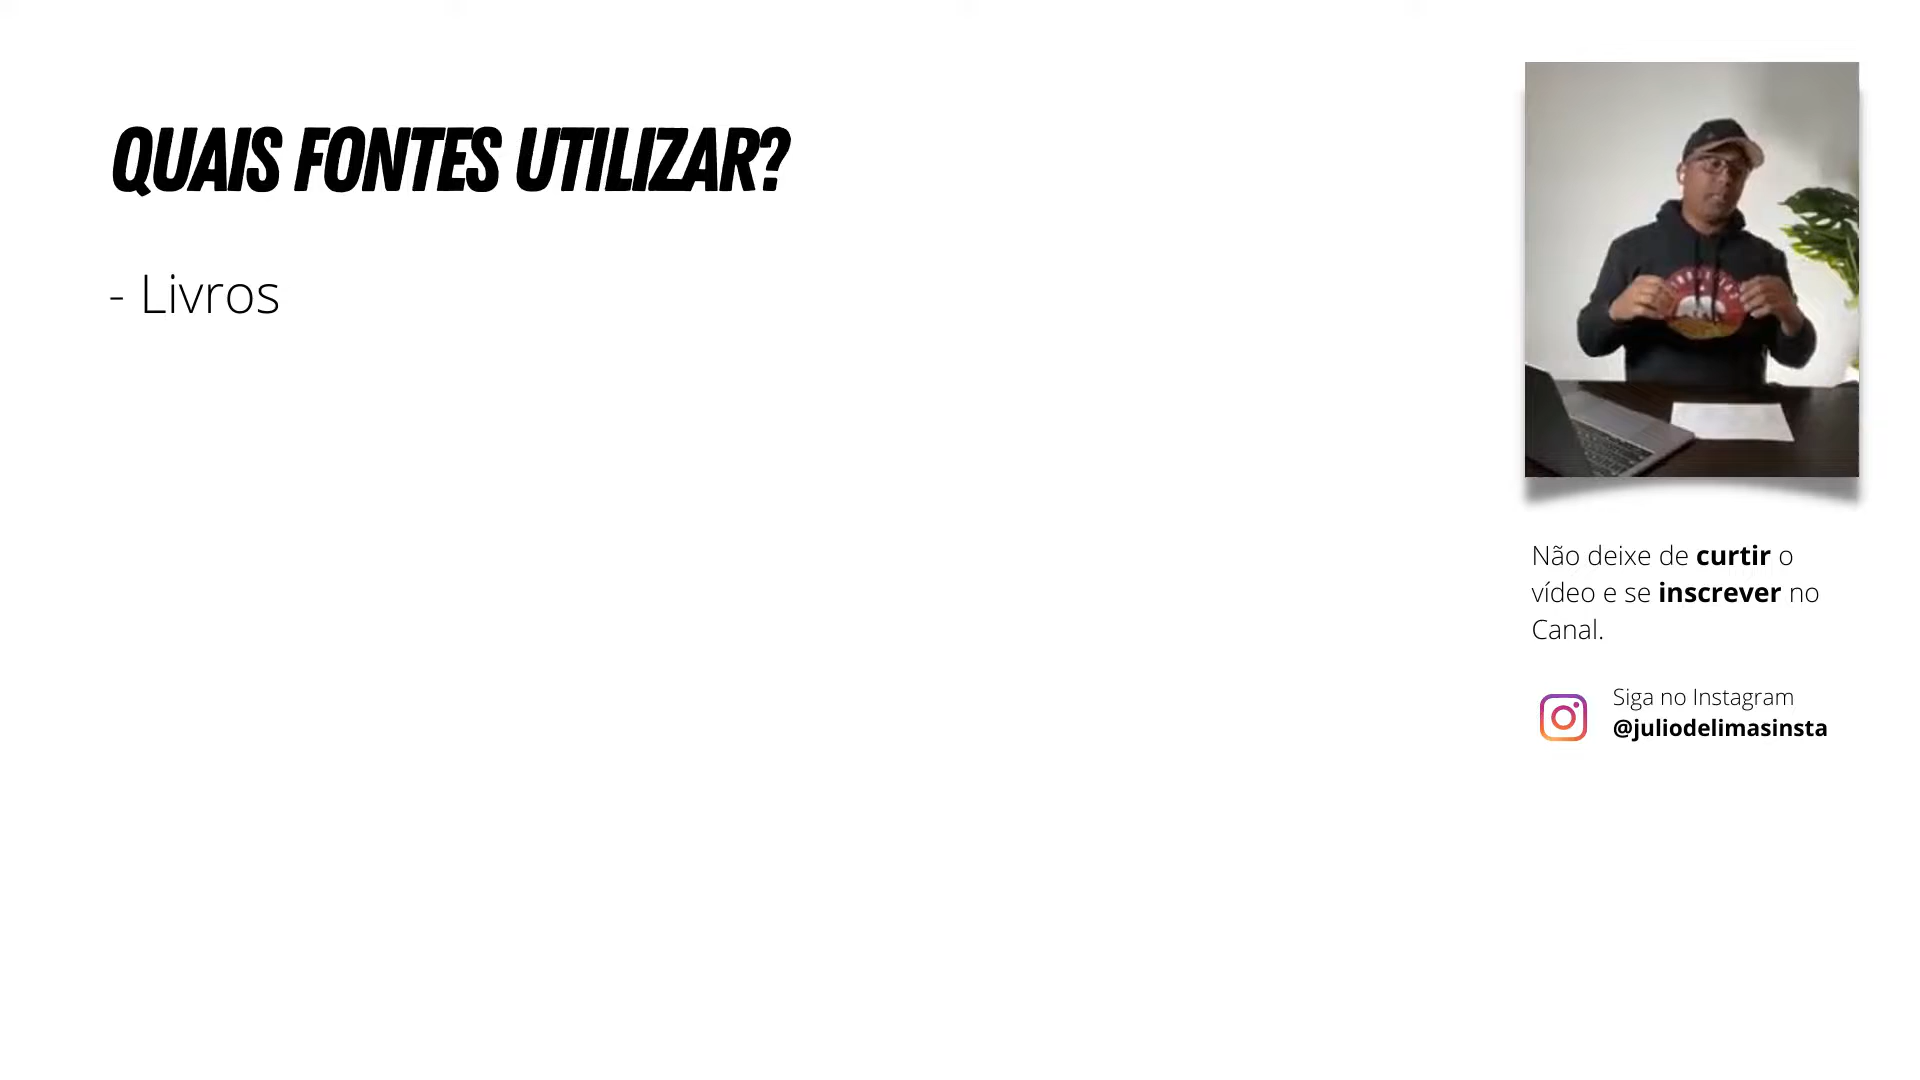 QUAIS FONTES UTILIZAR?
- Livros
Não deixe de curtir o
vídeo e se inscrever no
Canal.
Siga no Instagram
@juliodelimasinsta